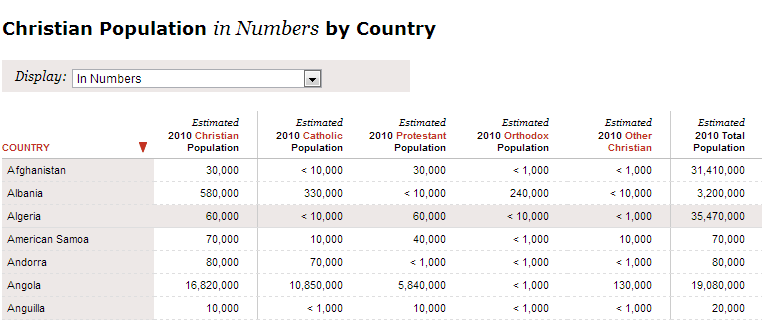 Christian Population in Numbers by Country
Display: In Numbers
Estimated Estimated Estimated Estimated Estimated Estimated
2010 Christian 2010 Catholic 2010 Protestant 2010 Orthodox 2010 Other 2010 Total
COUNTRY Population Population Population Population Christian Population
Afghanistan 30,000 < 10,000 30,000 < 1,000 < 1,000 31,410,000
Albania 580,000 330,000 < 10,000 240,000 < 10,000 3,200,000
Algeria 60,000 < 10,000 60,000 < 10,000 < 1,000 35,470,000
American Samoa 70,000 10,000 40,000 < 1,000 10,000 70,000
Andorra 80,000 70,000 < 1,000 < 1,000 < 1,000 80,000
Angola 16,820,000 10,850,000 5,840,000 < 1,000 130,000 19,080,000
Anguilla 10,000 < 1,000 10,000 < 1,000 < 1,000 20,000